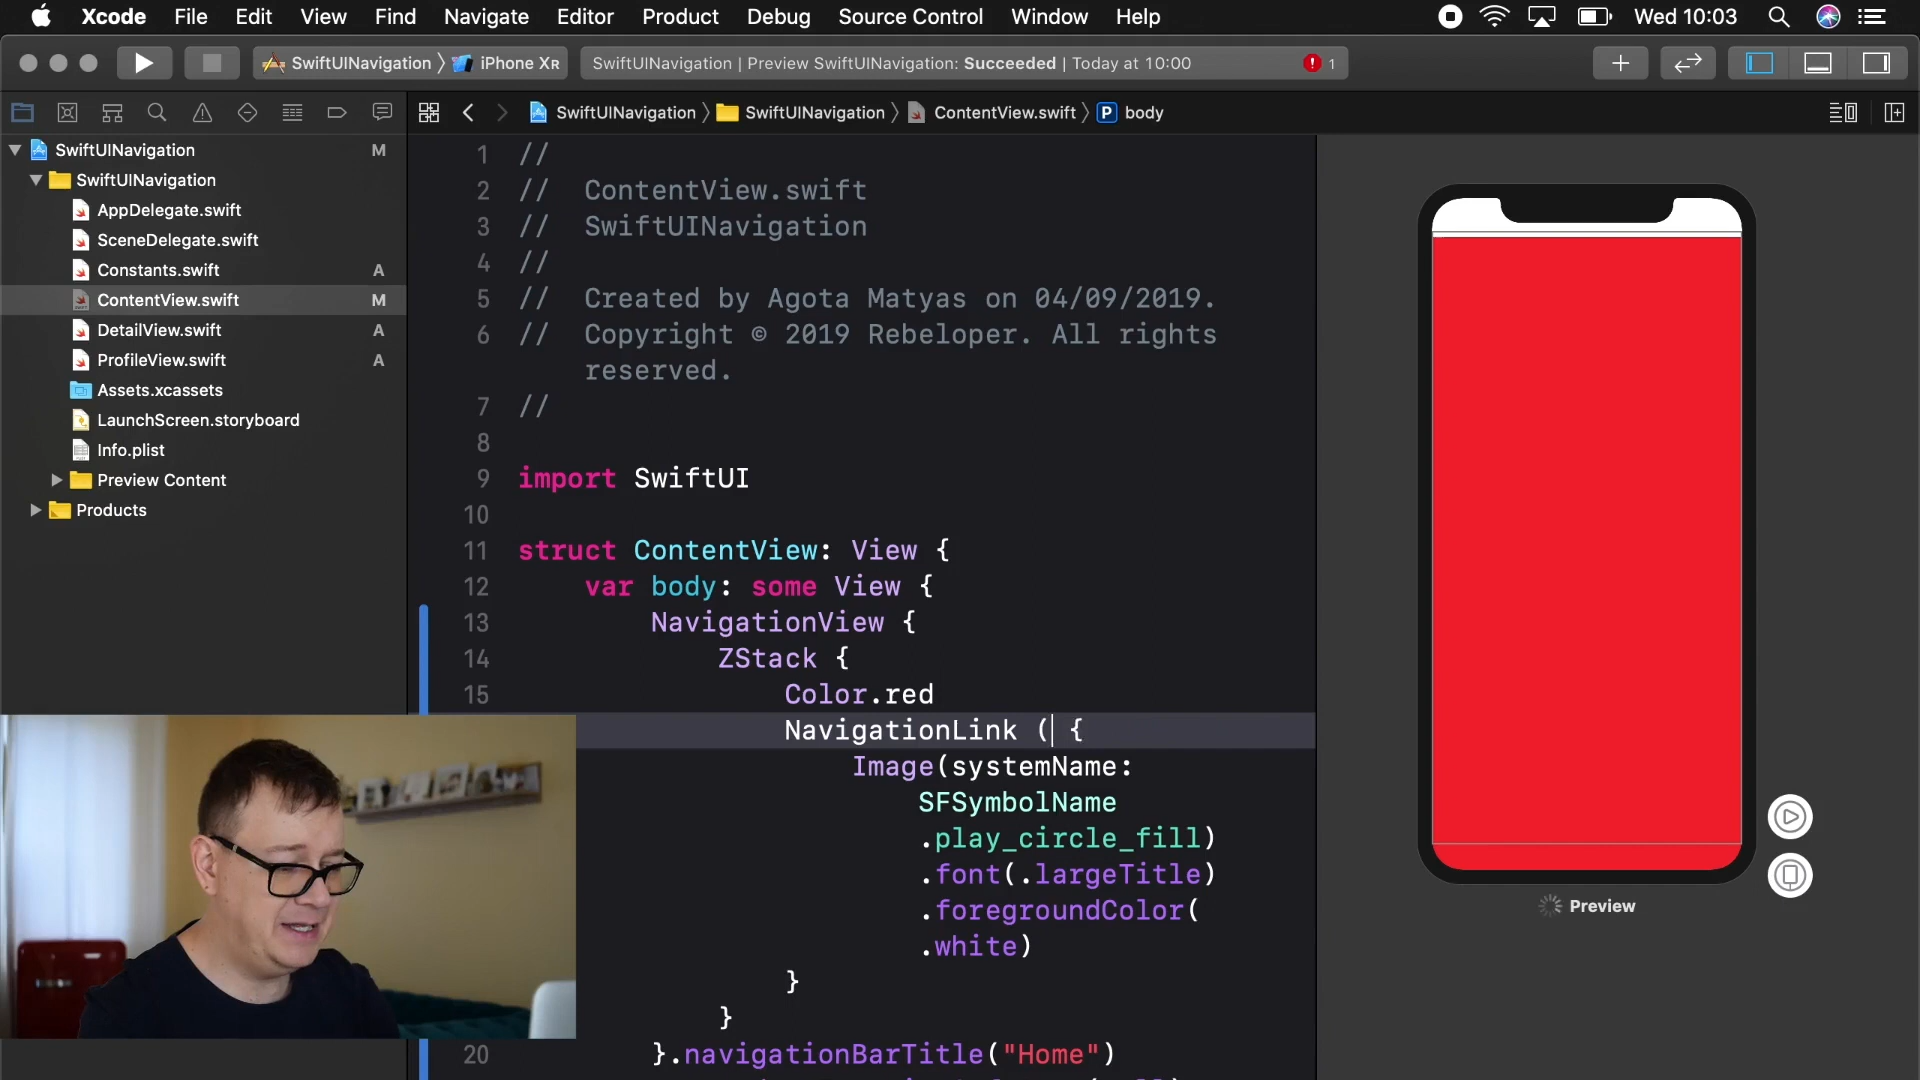 Xcode File Edit View Find Navigate Editor Product Debug Source Control Window Help Wed 10:03
SwiftUINavigation iPhone XR SwiftUINavigation | Preview SwiftUINavigation: Succeeded | Today at 10:00 1
SwiftUINavigation SwiftUINavigation ContentView.swift P body
SwiftUINavigation M
SwiftUINavigation
AppDelegate.swift
SceneDelegate.swift
Constants.swift A
ContentView.swift M
DetailView.swift A
ProfileView.swift A
Assets.xcassets
LaunchScreen.storyboard
Info.plist
Preview Content
Products
1 //
2 // ContentView.swift
3 // SwiftUINavigation
4 //
5 // Created by Agota Matyas on 04/09/2019.
6 // Copyright © 2019 Rebeloper. All rights
reserved.
7 //
8
9 import SwiftUI
10
11 struct ContentView: View {
12 var body: some View {
13 NavigationView {
14 ZStack {
15 Color.red
NavigationLink ( {
Image(systemName:
SFSymbolName
.play_circle_fill)
.font(.largeTitle)
.foregroundColor(
.white)
}
}
20 }.navigationBarTitle("Home")
Preview